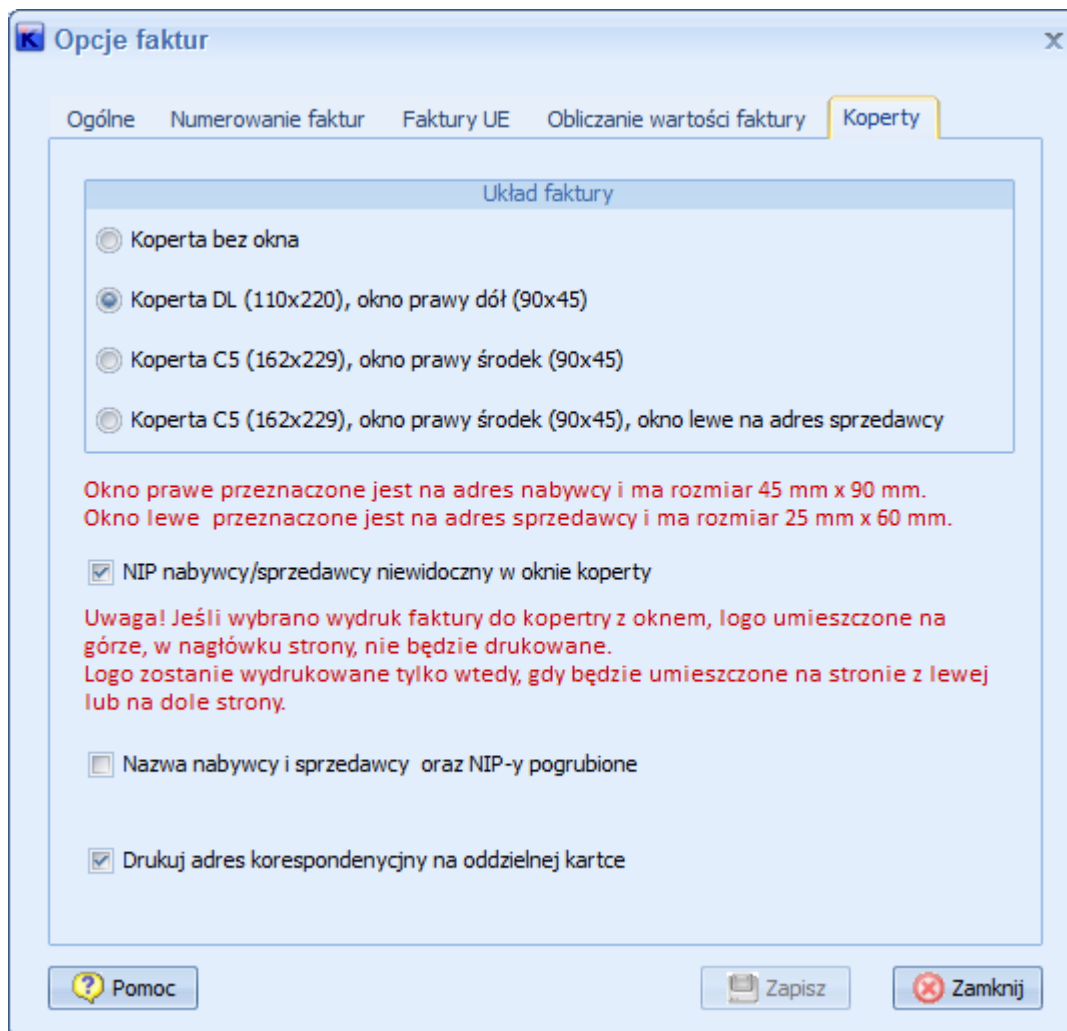 K Opcje faktur x
Ogólne Numerowanie faktur Faktury UE Obliczanie wartości faktury Koperty
Układ faktury
Koperta bez okna
Koperta DL (110x220), okno prawy dół (90x45)
Koperta C5 (162x229), okno prawy środek (90x45)
Koperta C5 (162x229), okno prawy środek (90x45), okno lewe na adres sprzedawcy
Okno prawe przeznaczone jest na adres nabywcy i ma rozmiar 45 mm x 90 mm.
Okno lewe przeznaczone jest na adres sprzedawcy i ma rozmiar 25 mm x 60 mm.
NIP nabywcy/sprzedawcy niewidoczny w oknie koperty
Uwaga! Jeśli wybrano wydruk faktury do kopertry z oknem, logo umieszczone na
górze, w nagłówku strony, nie będzie drukowane.
Logo zostanie wydrukowane tylko wtedy, gdy będzie umieszczone na stronie z lewej
lub na dole strony.
Nazwa nabywcy i sprzedawcy oraz NIP-y pogrubione
Drukuj adres korespondenycjny na oddzielnej kartce
? Pomoc Zapisz Zamknij